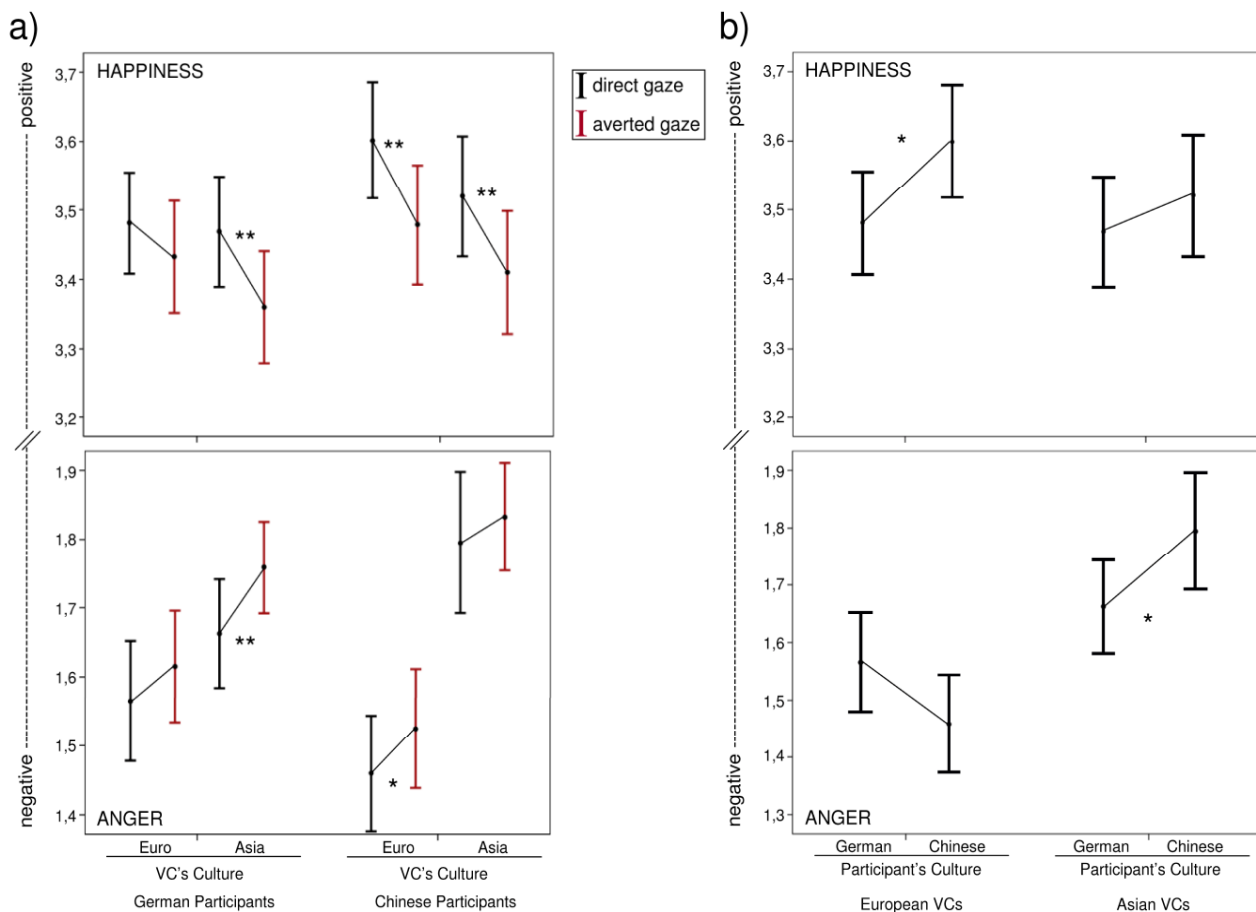 a)
positive
negative
HAPPINESS
3,7
3,6
3,5
3,4
3,3
3,2
**
**
**
direct gaze
averted gaze
1,9
1,8
1,7
1,6
1,5
1,4
**
*
ANGER
Euro Asia Euro Asia
VC's Culture VC's Culture
German Participants Chinese Participants
b)
positive
negative
HAPPINESS
3,7
3,6
3,5
3,4
3,3
3,2
*
1,9
1,8
1,7
1,6
1,5
1,4
1,3
*
ANGER
German Chinese German Chinese
Participant's Culture Participant's Culture
European VCs Asian VCs